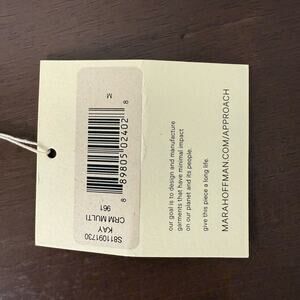 S811091730
KAY
CRM MULTI
961
8 89805 02402 8
M
our goal is to design and manufacture
garments that have minimal impact
on our planet and its people.
give this piece a long life.
MARAHOFFMAN.COM/APPROACH